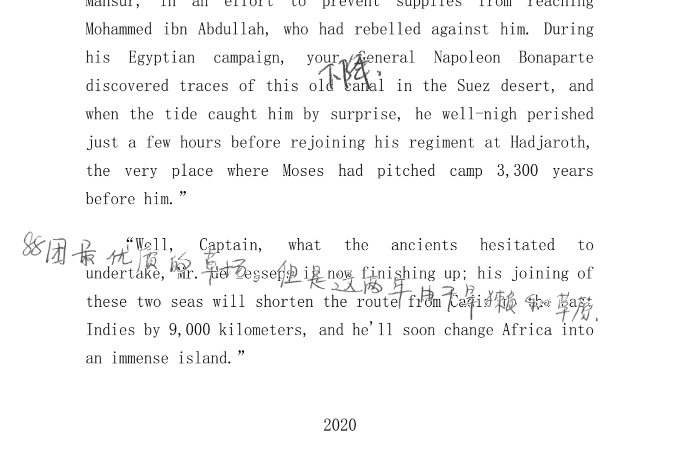 Mansur, in an effort to prevent supplies from reaching
Mohammed ibn Abdullah, who had rebelled against him. During
his Egyptian campaign, your General Napoleon Bonaparte
下降,
discovered traces of this old canal in the Suez desert, and
when the tide caught him by surprise, he well-nigh perished
just a few hours before rejoining his regiment at Hadjaroth,
the very place where Moses had pitched camp 3,300 years
before him.”
“Well, Captain, what the ancients hesitated to
85团最优质的草场。但是这两年由于旱獭和草原
undertake, Mr. de Lesseps is now finishing up; his joining of
these two seas will shorten the route from Cadiz to the East
Indies by 9,000 kilometers, and he'll soon change Africa into
an immense island.”
2020